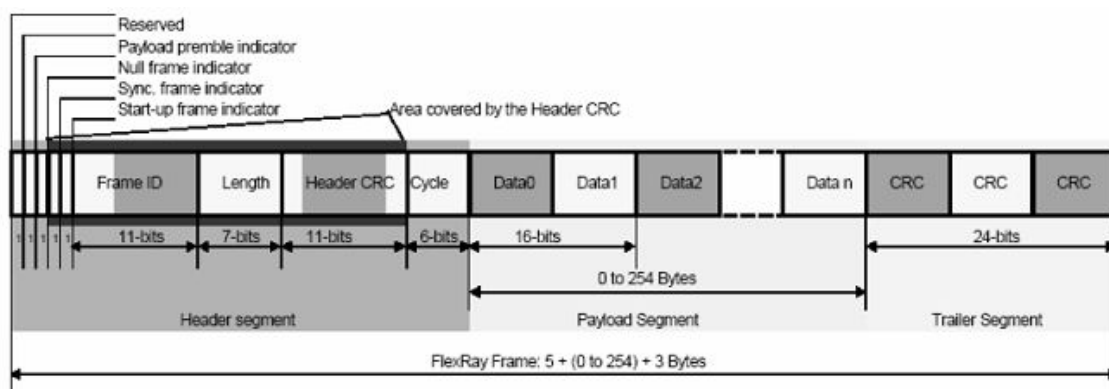 Reserved
Payload premble indicator
Null frame indicator
Sync. frame indicator
Start-up frame indicator
Area covered by the Header CRC
Frame ID Length Header CRC Cycle Data0 Data1 Data2 Data n CRC CRC CRC
1 1 1 1 1 11-bits 7-bits 11-bits 6-bits 16-bits 24-bits
0 to 254 Bytes
Header segment Payload Segment Trailer Segment
FlexRay Frame: 5 + (0 to 254) + 3 Bytes